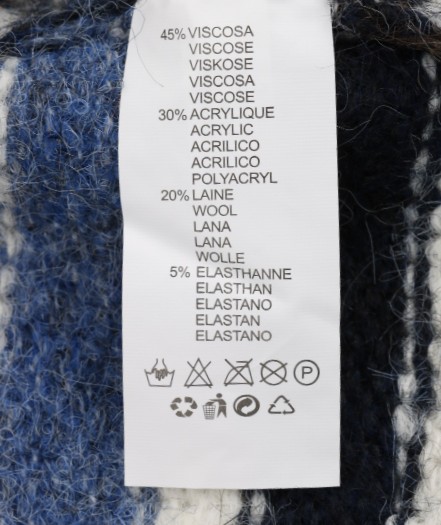 45% VISCOSA
VISCOSE
VISKOSE
VISCOSA
VISCOSE
30% ACRYLIQUE
ACRYLIC
ACRILICO
ACRILICO
POLYACRYL
20% LAINE
WOOL
LANA
LANA
WOLLE
5% ELASTHANNE
ELASTHAN
ELASTANO
ELASTAN
ELASTANO
P